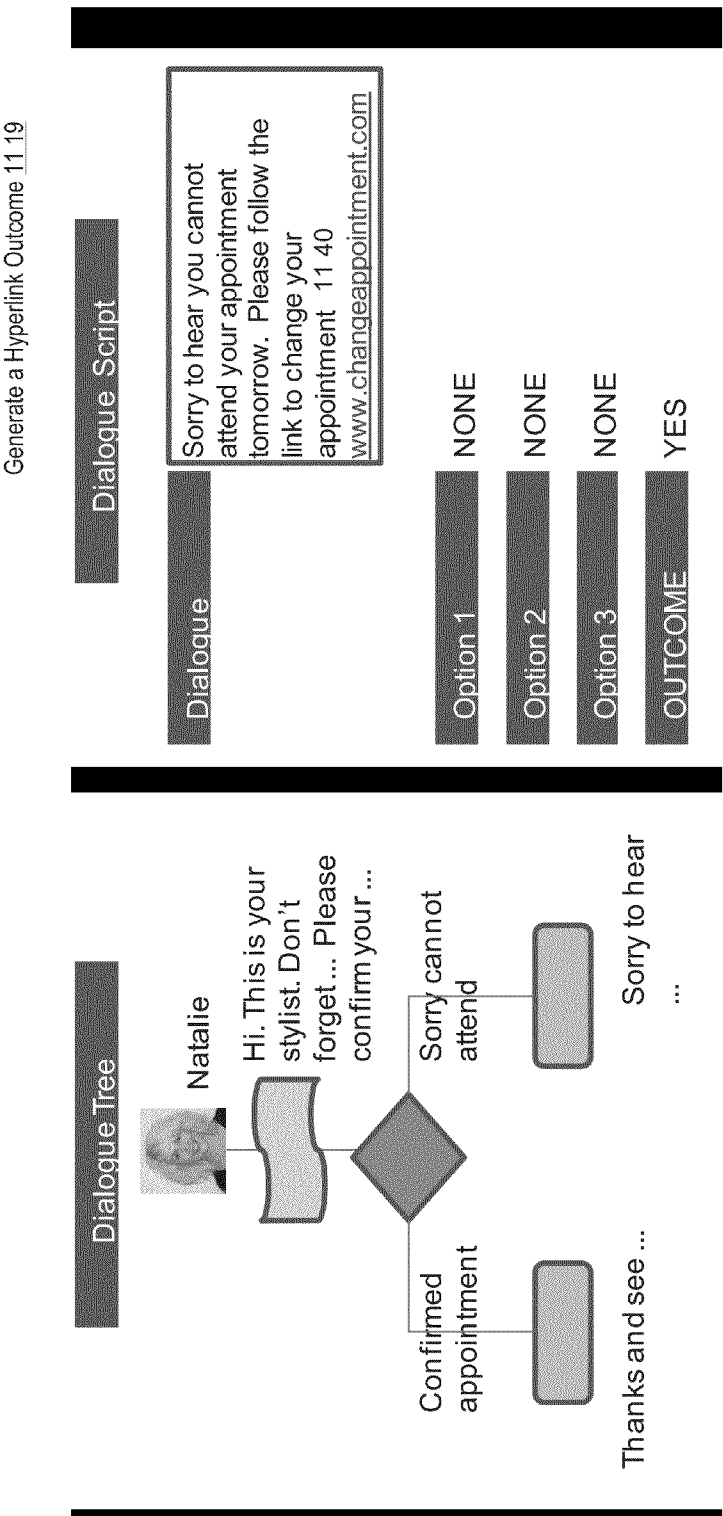 Generate a Hyperlink Outcome 11 19
Dialogue Tree
Natalie
Hi. This is your
stylist. Don't
forget... Please
confirm your ...
Confirmed
appointment
Sorry cannot
attend
Thanks and see ...
Sorry to hear
...
Dialogue Script
Dialogue
Sorry to hear you cannot
attend your appointment
tomorrow. Please follow the
link to change your
appointment 11 40
www.changeappointment.com
Option 1 NONE
Option 2 NONE
Option 3 NONE
OUTCOME YES